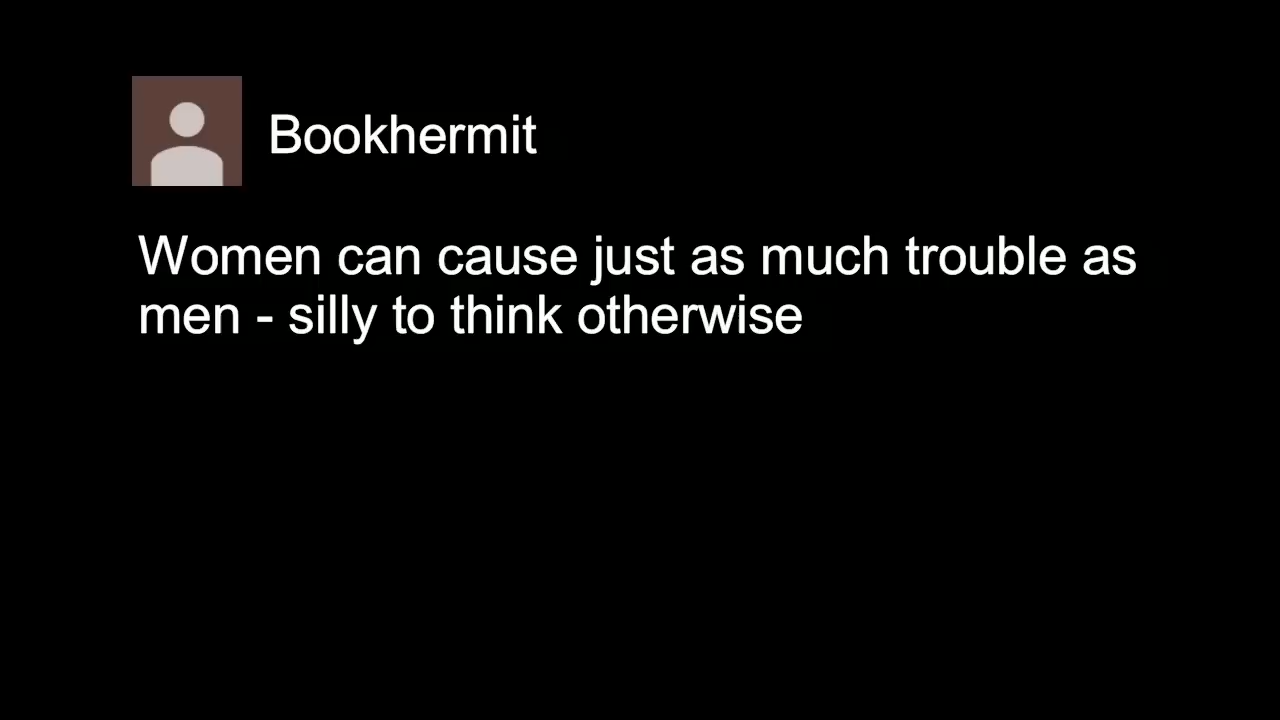 Bookhermit
Women can cause just as much trouble as
men - silly to think otherwise